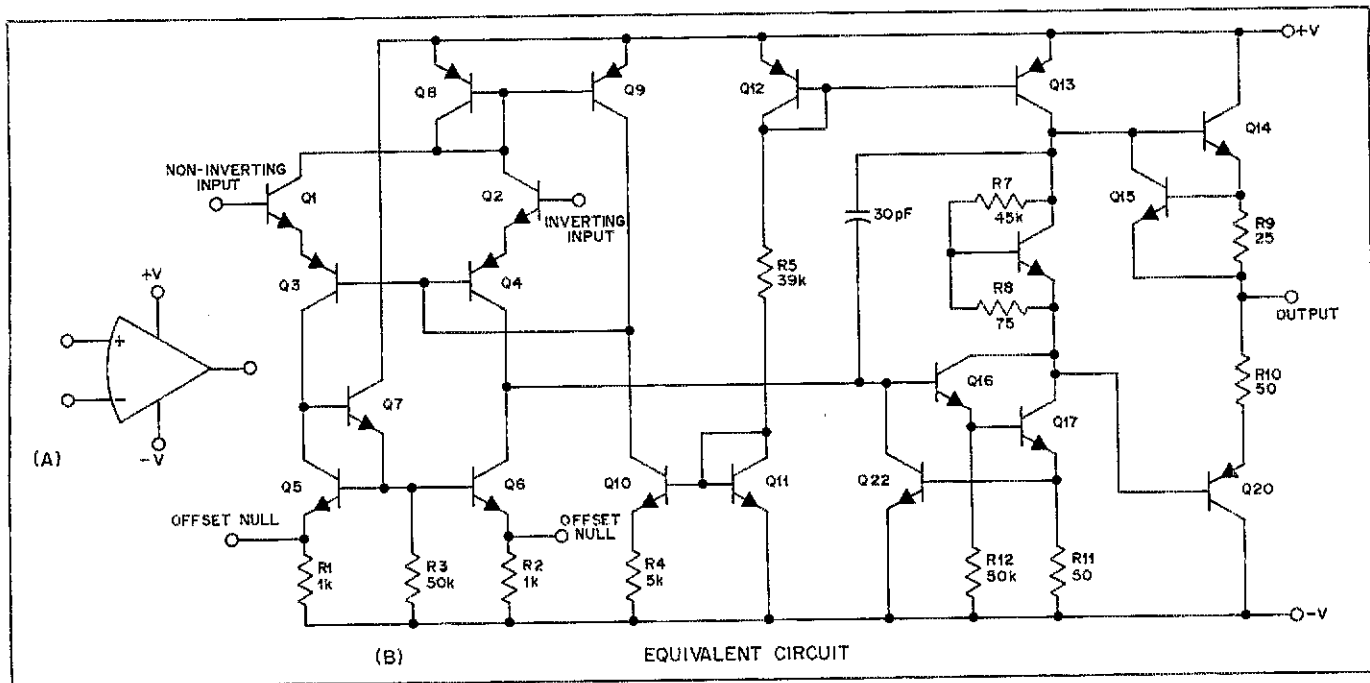 +V
Q8
Q9
Q12
Q13
Q14
NON-INVERTING
INPUT
Q1
Q2
INVERTING
INPUT
Q15
R7
45k
30pF
R9
25
+V
Q3
Q4
R5
39k
R8
75
OUTPUT
+
−
−V
(A)
Q7
Q16
R10
50
Q17
Q5
Q6
Q10
Q11
Q22
Q20
OFFSET NULL
OFFSET
NULL
R1
1k
R3
50k
R2
1k
R4
5k
R12
50k
R11
50
−V
(B)
EQUIVALENT CIRCUIT